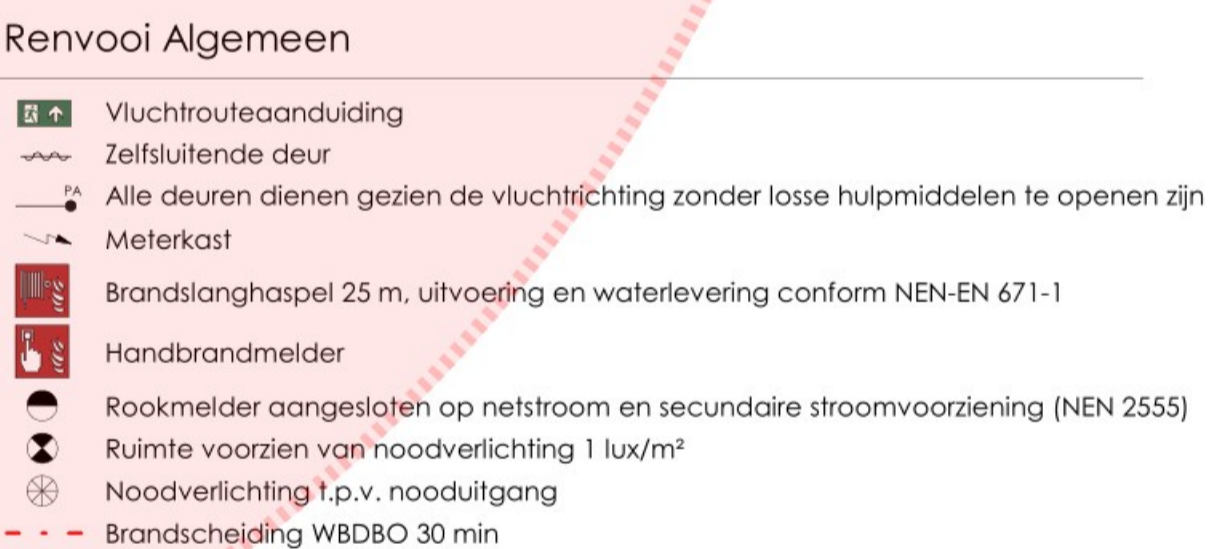 Renvooi Algemeen
Vluchtrouteaanduiding
Zelfsluitende deur
PA Alle deuren dienen gezien de vluchtrichting zonder losse hulpmiddelen te openen zijn
Meterkast
Brandslanghaspel 25 m, uitvoering en waterlevering conform NEN-EN 671-1
Handbrandmelder
Rookmelder aangesloten op netstroom en secundaire stroomvoorziening (NEN 2555)
Ruimte voorzien van noodverlichting 1 lux/m²
Noodverlichting t.p.v. nooduitgang
Brandscheiding WBDBO 30 min